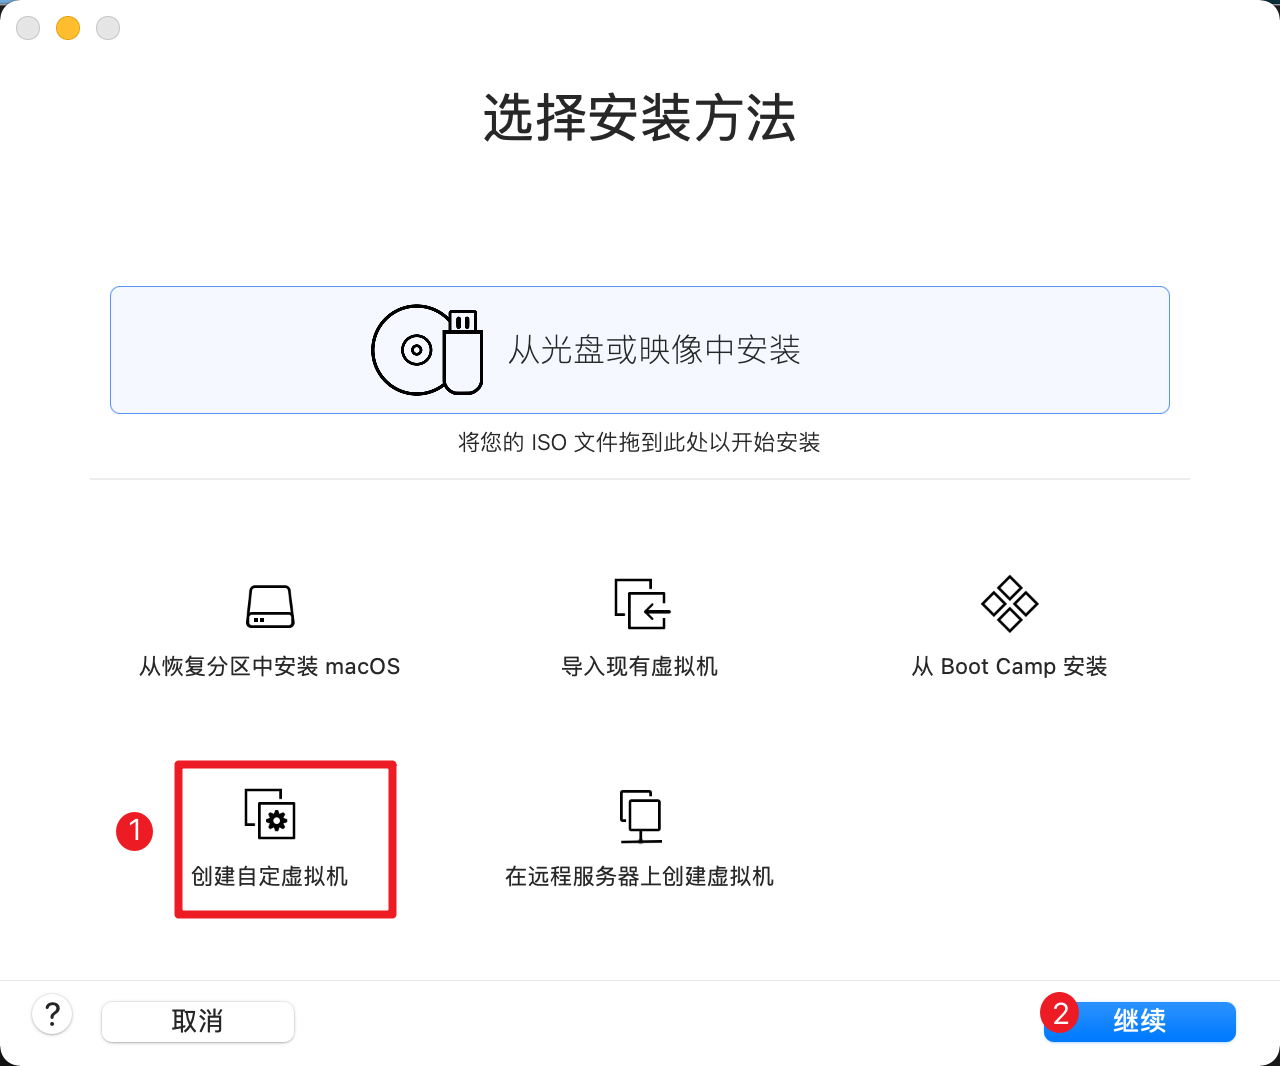 选择安装方法
从光盘或映像中安装
将您的 ISO 文件拖到此处以开始安装
从恢复分区中安装 macOS
导入现有虚拟机
从 Boot Camp 安装
1
创建自定虚拟机
在远程服务器上创建虚拟机
?
取消
2
继续